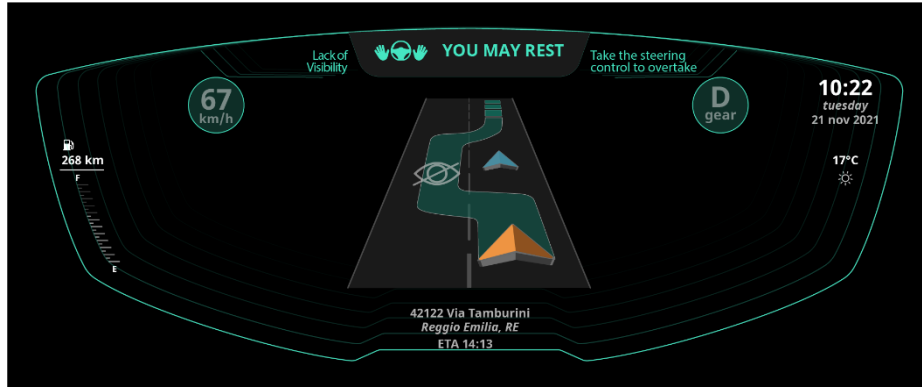 Lack of
Visibility
YOU MAY REST
Take the steering
control to overtake
67
km/h
D
gear
10:22
tuesday
21 nov 2021
268 km
F
E
17°C
42122 Via Tamburini
Reggio Emilia, RE
ETA 14:13